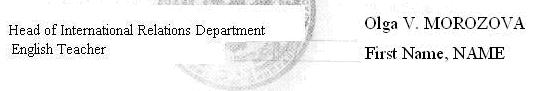 Head of International Relations Department
English Teacher
Olga V. MOROZOVA
First Name, NAME